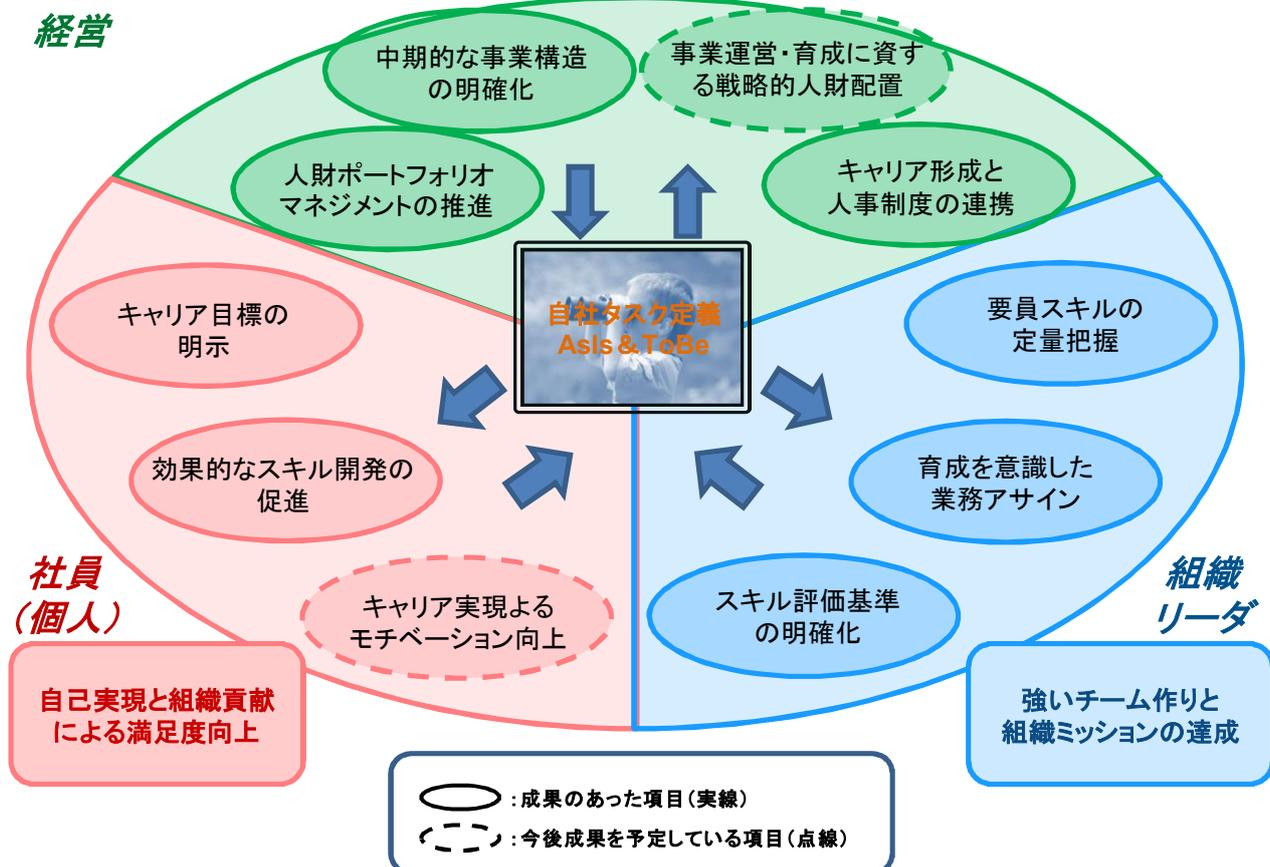 経営
中期的な事業構造
の明確化
事業運営・育成に資す
る戦略的人財配置
人財ポートフォリオ
マネジメントの推進
キャリア形成と
人事制度の連携
自社タスク定義
AsIs＆ToBe
キャリア目標の
明示
要員スキルの
定量把握
効果的なスキル開発の
促進
育成を意識した
業務アサイン
キャリア実現よる
モチベーション向上
スキル評価基準
の明確化
社員
（個人）
組織
リーダ
自己実現と組織貢献
による満足度向上
強いチーム作りと
組織ミッションの達成
：成果のあった項目（実線）
：今後成果を予定している項目（点線）